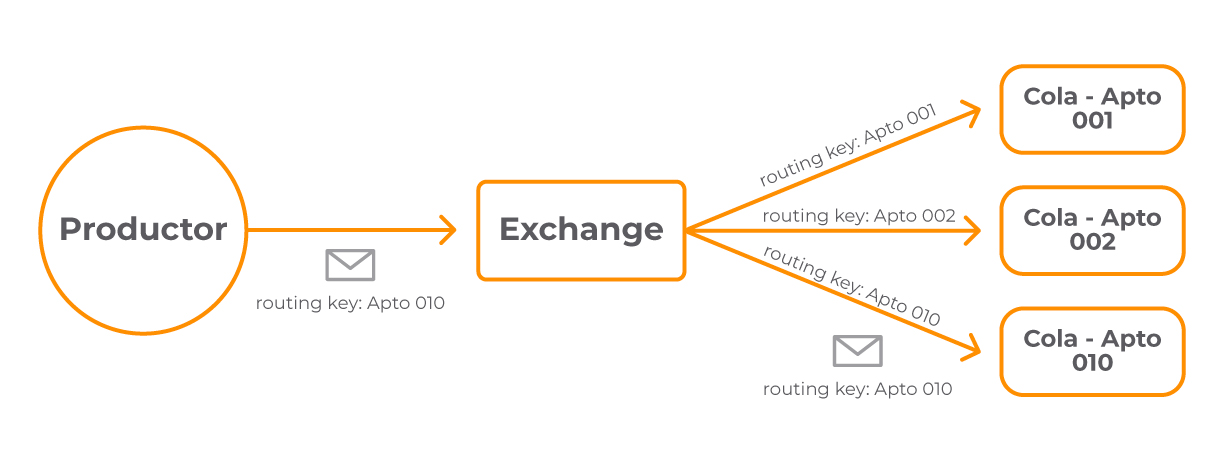 Productor
routing key: Apto 010
Exchange
routing key: Apto 001
routing key: Apto 002
routing key: Apto 010
routing key: Apto 010
Cola - Apto
001
Cola - Apto
002
Cola - Apto
010